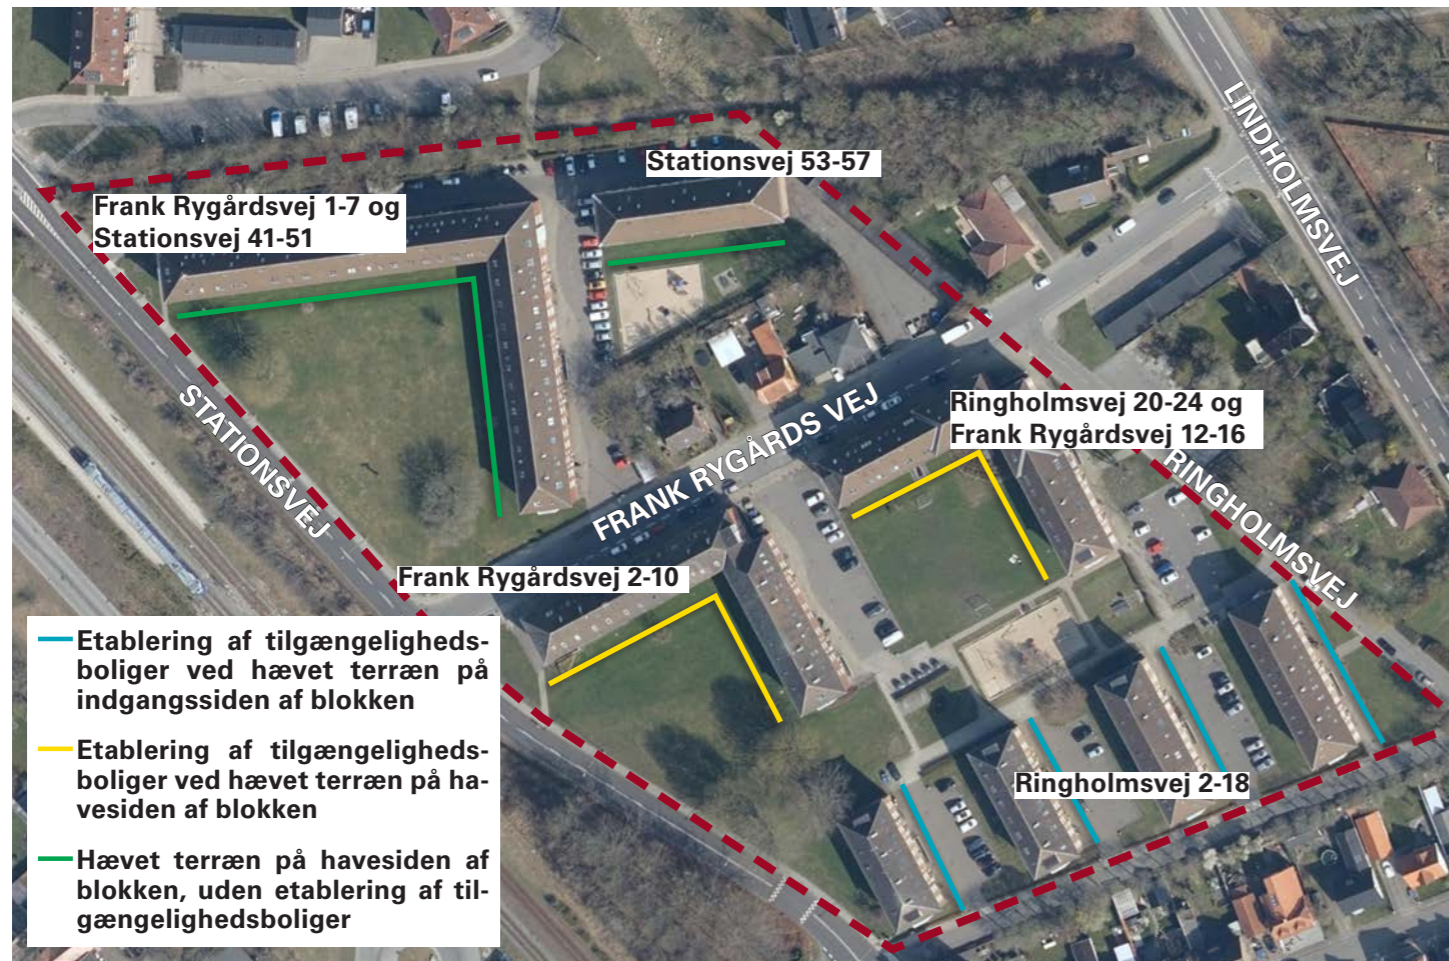 Stationsvej 53-57
Frank Rygårdsvej 1-7 og
Stationsvej 41-51
LINDHOLMSVEJ
STATIONSVEJ
FRANK RYGÅRDS VEJ
Ringholmsvej 20-24 og
Frank Rygårdsvej 12-16
RINGHOLMSVEJ
Frank Rygårdsvej 2-10
Ringholmsvej 2-18
Etablering af tilgængeligheds-
boliger ved hævet terræn på
indgangssiden af blokken
Etablering af tilgængeligheds-
boliger ved hævet terræn på ha-
vesiden af blokken
Hævet terræn på havesiden af
blokken, uden etablering af til-
gængelighedsboliger